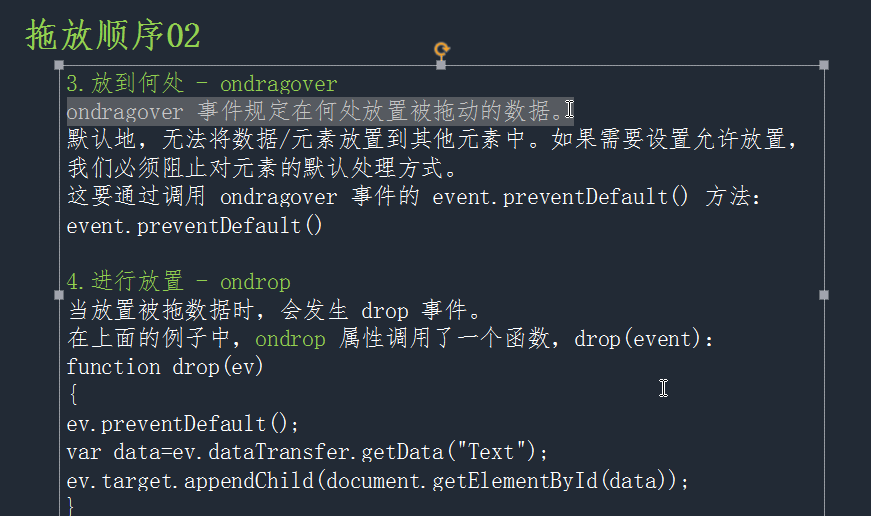 拖放顺序02
3.放到何处 - ondragover
ondragover 事件规定在何处放置被拖动的数据。
默认地，无法将数据/元素放置到其他元素中。如果需要设置允许放置，
我们必须阻止对元素的默认处理方式。
这要通过调用 ondragover 事件的 event.preventDefault() 方法：
event.preventDefault()
4.进行放置 - ondrop
当放置被拖数据时，会发生 drop 事件。
在上面的例子中，ondrop 属性调用了一个函数，drop(event)：
function drop(ev)
{
ev.preventDefault();
var data=ev.dataTransfer.getData("Text");
ev.target.appendChild(document.getElementById(data));
}